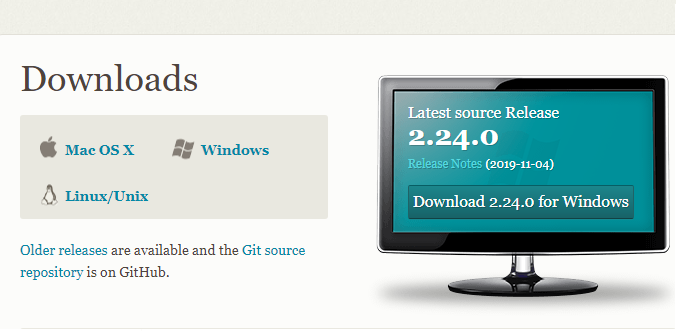 Downloads
Mac OS X
Windows
Linux/Unix
Older releases are available and the Git source
repository is on GitHub.
Latest source Release
2.24.0
Release Notes (2019-11-04)
Download 2.24.0 for Windows